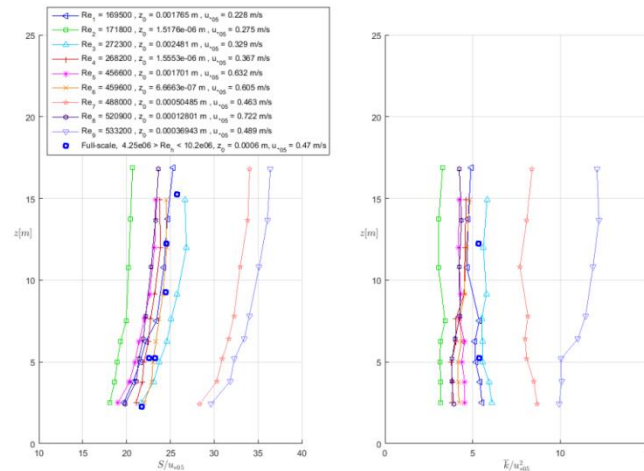 Re₁ = 169500 , z₀ = 0.001765 m , u*₀₅ = 0.228 m/s
Re₂ = 171800 , z₀ = 1.5176e-06 m , u*₀₅ = 0.275 m/s
Re₃ = 272300 , z₀ = 0.002481 m , u*₀₅ = 0.329 m/s
Re₄ = 268200 , z₀ = 1.5553e-06 m , u*₀₅ = 0.367 m/s
Re₅ = 456600 , z₀ = 0.001701 m , u*₀₅ = 0.632 m/s
Re₆ = 459600 , z₀ = 6.6663e-07 m , u*₀₅ = 0.605 m/s
Re₇ = 488000 , z₀ = 0.00050485 m , u*₀₅ = 0.463 m/s
Re₈ = 520900 , z₀ = 0.00012801 m , u*₀₅ = 0.722 m/s
Re₉ = 533200 , z₀ = 0.00036943 m , u*₀₅ = 0.489 m/s
Full-scale, 4.25e06 > Reₕ < 10.2e06, z₀ = 0.0006 m, u*₀₅ = 0.47 m/s
25
20
15
z[m]
10
5
0
10 15 20 25 30 35 40
S/u*₀₅
25
20
15
z[m]
10
5
0
0 5 10
k̄/u²*₀₅